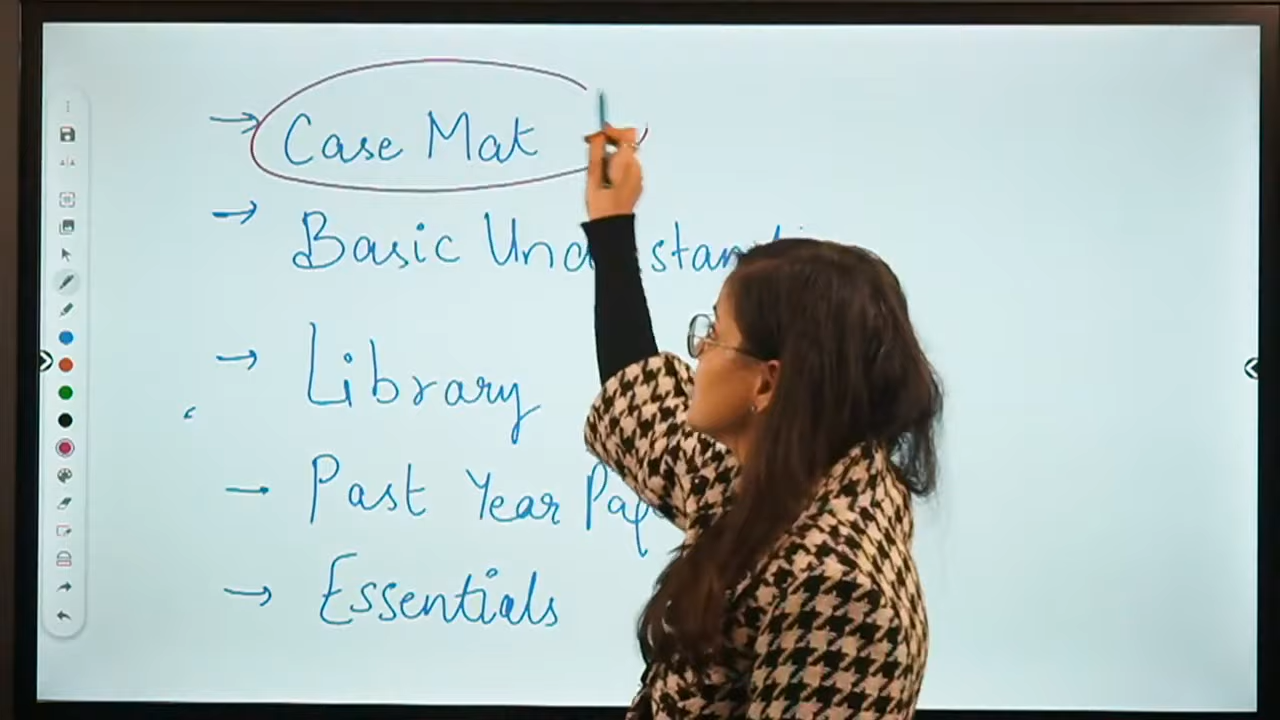 → Case Mat
→ Basic
→ Library
→ Past Year
→ Essentials